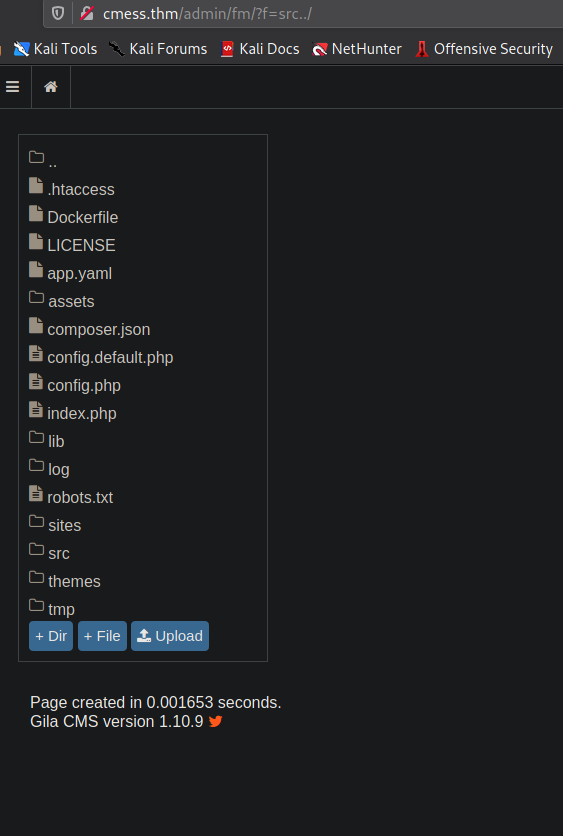 cmess.thm/admin/fm/?f=src../
Kali Tools Kali Forums Kali Docs NetHunter Offensive Security
..
.htaccess
Dockerfile
LICENSE
app.yaml
assets
composer.json
config.default.php
config.php
index.php
lib
log
robots.txt
sites
src
themes
tmp
+ Dir + File Upload
Page created in 0.001653 seconds.
Gila CMS version 1.10.9